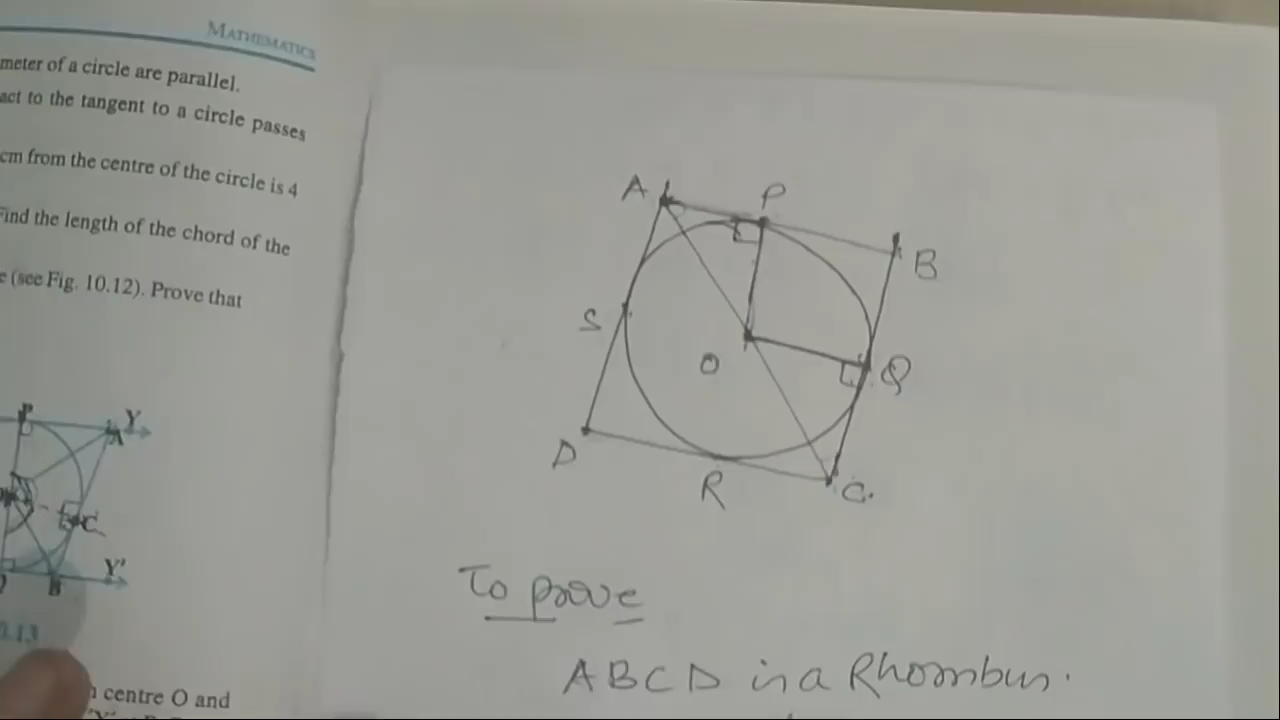 MATHEMATICS
meter of a circle are parallel.
act to the tangent to a circle passes
cm from the centre of the circle is 4
Find the length of the chord of the
e (see Fig. 10.12). Prove that
A P
B
S
O Q
D
R C
P Y
A
C
Y'
B
centre O and
To prove
ABCD is a Rhombus.